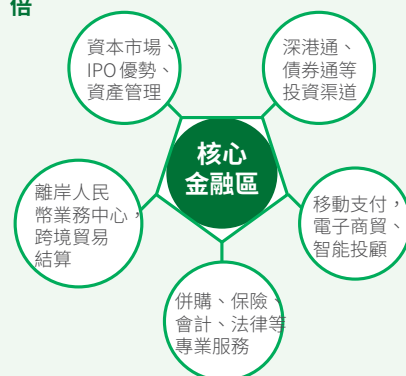 倍
資本市場、
IPO 優勢、
資產管理
深港通、
債券通等
投資渠道
核心
金融區
離岸人民
幣業務中心，
跨境貿易
結算
移動支付，
電子商貿、
智能投顧
併購、保險、
會計、法律等
專業服務